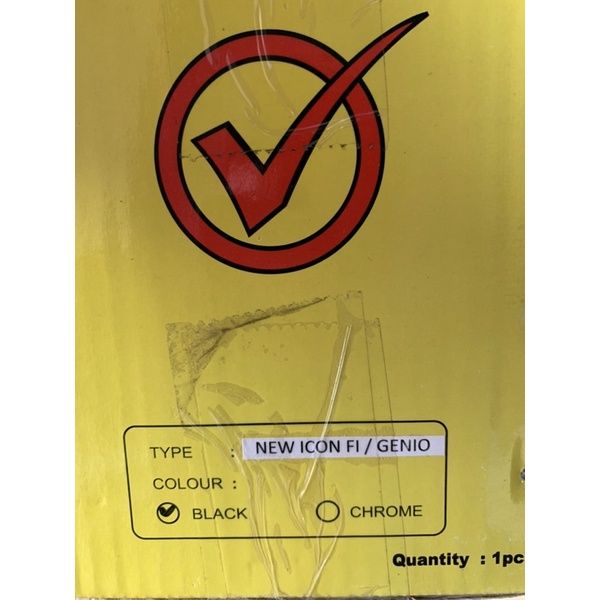 TYPE : NEW ICON FI / GENIO
COLOUR :
BLACK CHROME
Quantity : 1pc